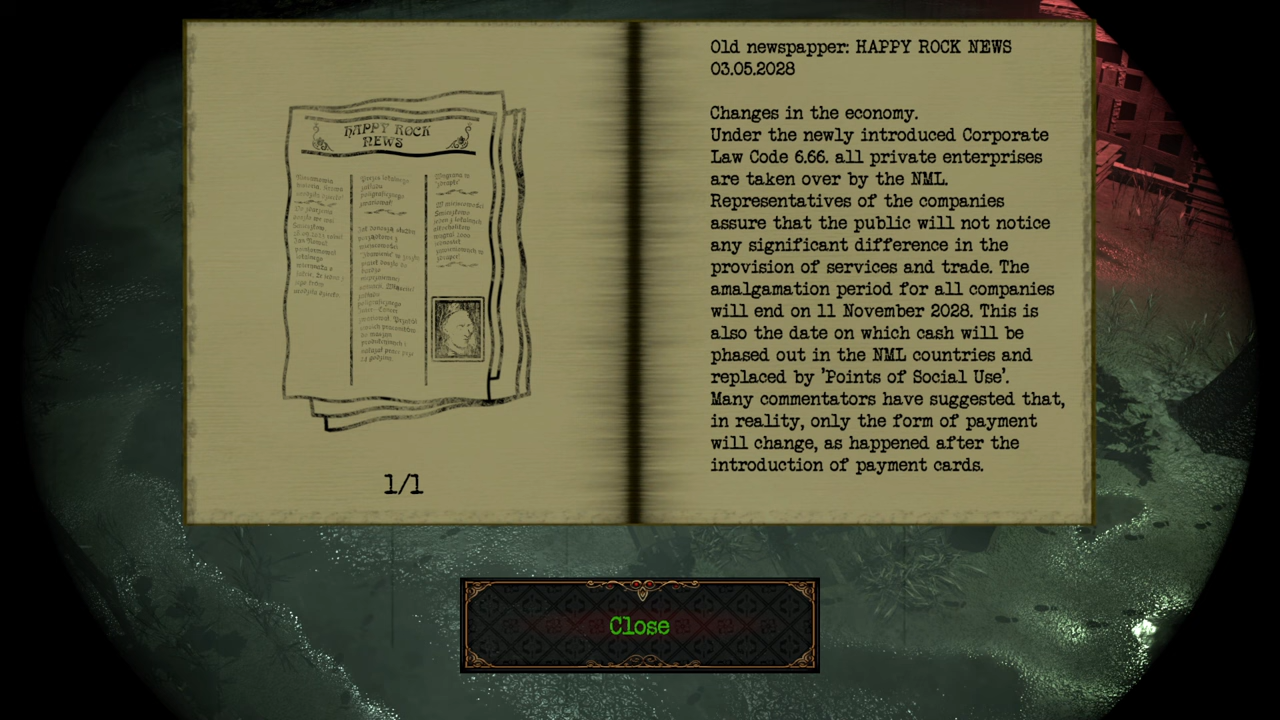 HAPPY ROCK
NEWS
1/1
Old newspapper: HAPPY ROCK NEWS
03.05.2028
Changes in the economy.
Under the newly introduced Corporate
Law Code 6.66. all private enterprises
are taken over by the NML.
Representatives of the companies
assure that the public will not notice
any significant difference in the
provision of services and trade. The
amalgamation period for all companies
will end on 11 November 2028. This is
also the date on which cash will be
phased out in the NML countries and
replaced by 'Points of Social Use'.
Many commentators have suggested that,
in reality, only the form of payment
will change, as happened after the
introduction of payment cards.
Close